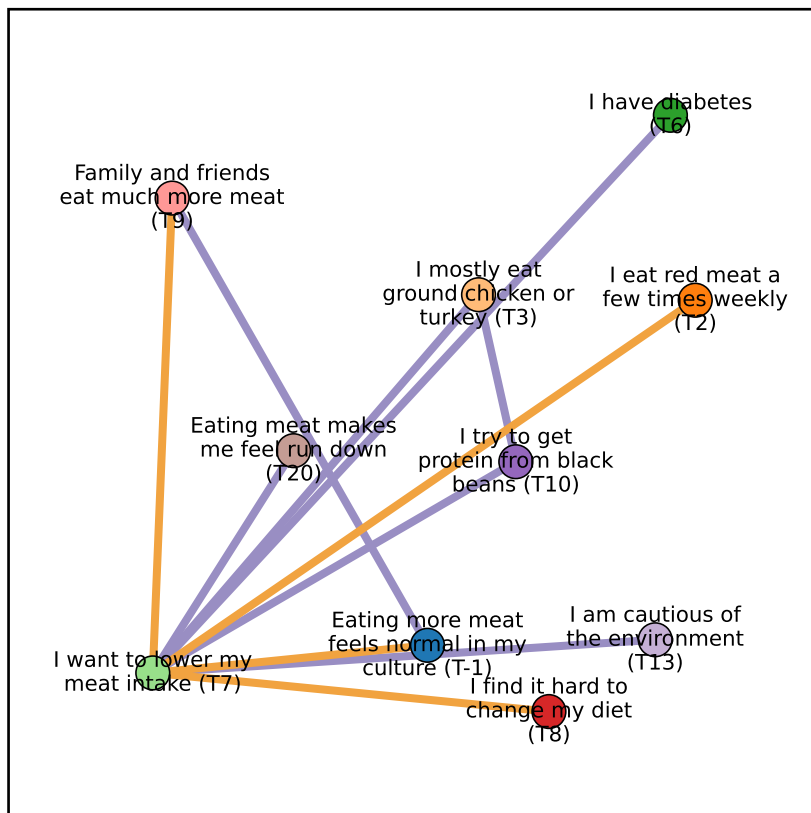 I have diabetes
(T6)
Family and friends
eat much more meat
(T9)
I mostly eat
ground chicken or
turkey (T3)
I eat red meat a
few times weekly
(T2)
Eating meat makes
me feel run down
(T20)
I try to get
protein from black
beans (T10)
Eating more meat
feels normal in my
culture (T-1)
I am cautious of
the environment
(T13)
I want to lower my
meat intake (T7)
I find it hard to
change my diet
(T8)